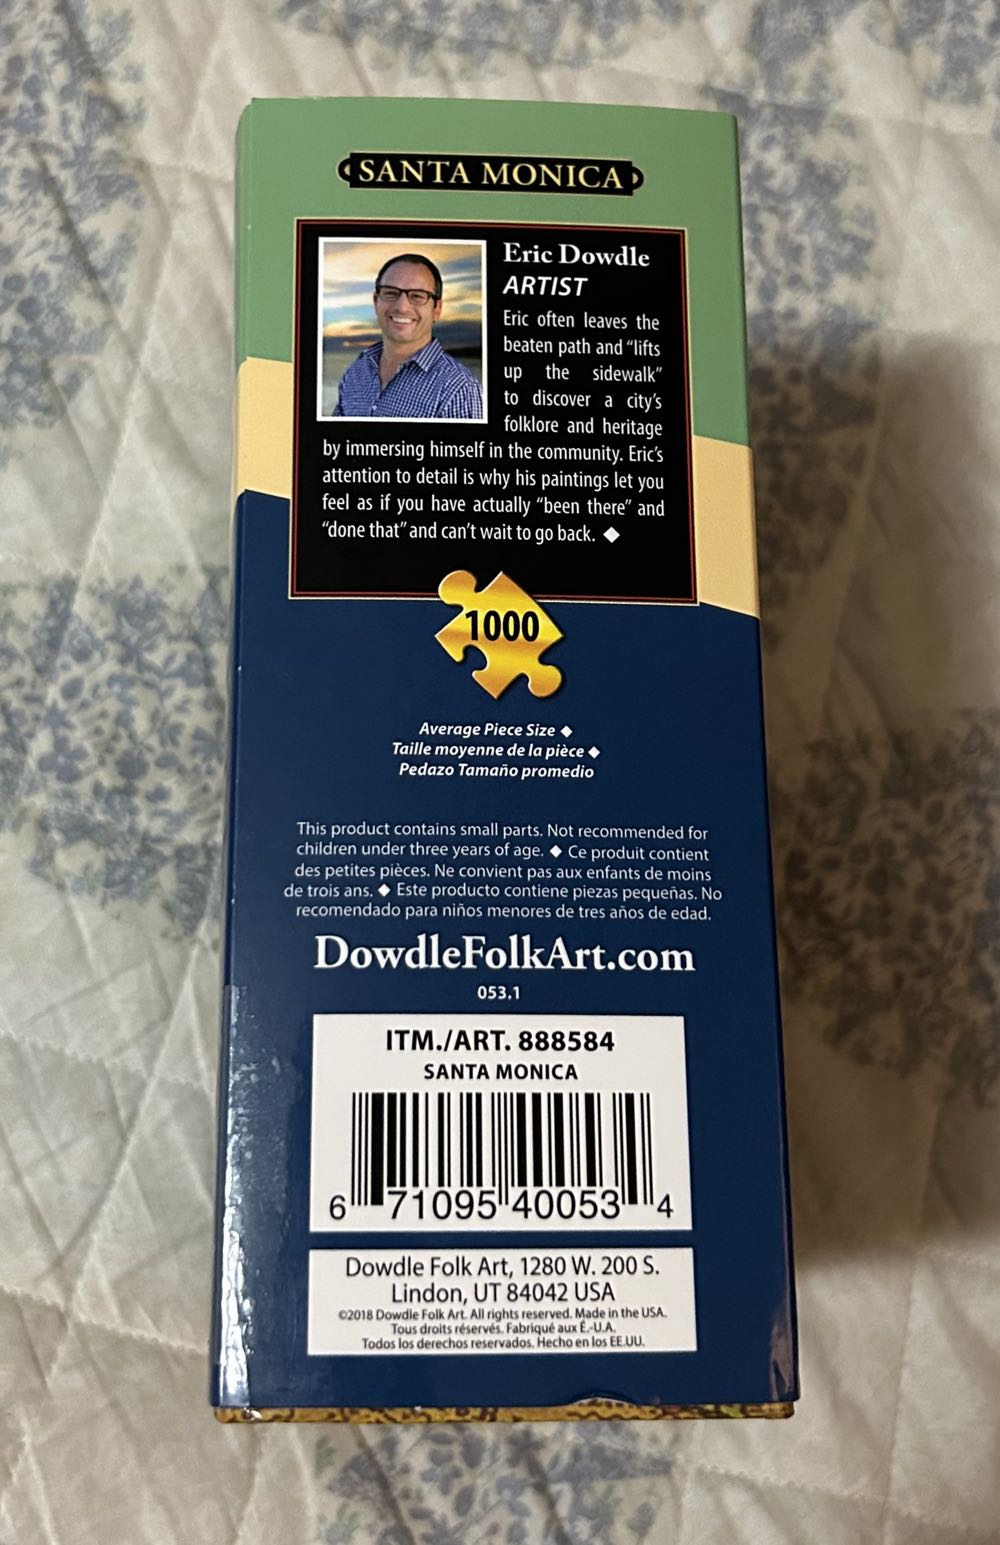 SANTA MONICA
Eric Dowdle
ARTIST
Eric often leaves the
beaten path and "lifts
up the sidewalk"
to discover a city's
folklore and heritage
by immersing himself in the community. Eric's
attention to detail is why his paintings let you
feel as if you have actually "been there" and
"done that" and can't wait to go back. ◆
1000
Average Piece Size ◆
Taille moyenne de la pièce ◆
Pedazo Tamaño promedio
This product contains small parts. Not recommended for
children under three years of age. ◆ Ce produit contient
des petites pièces. Ne convient pas aux enfants de moins
de trois ans. ◆ Este producto contiene piezas pequeñas. No
recomendado para niños menores de tres años de edad.
DowdleFolkArt.com
053.1
ITM./ART. 888584
SANTA MONICA
6 71095 40053 4
Dowdle Folk Art, 1280 W. 200 S.
Lindon, UT 84042 USA
©2018 Dowdle Folk Art. All rights reserved. Made in the USA.
Tous droits réservés. Fabriqué aux É.-U.A.
Todos los derechos reservados. Hecho en los EE.UU.